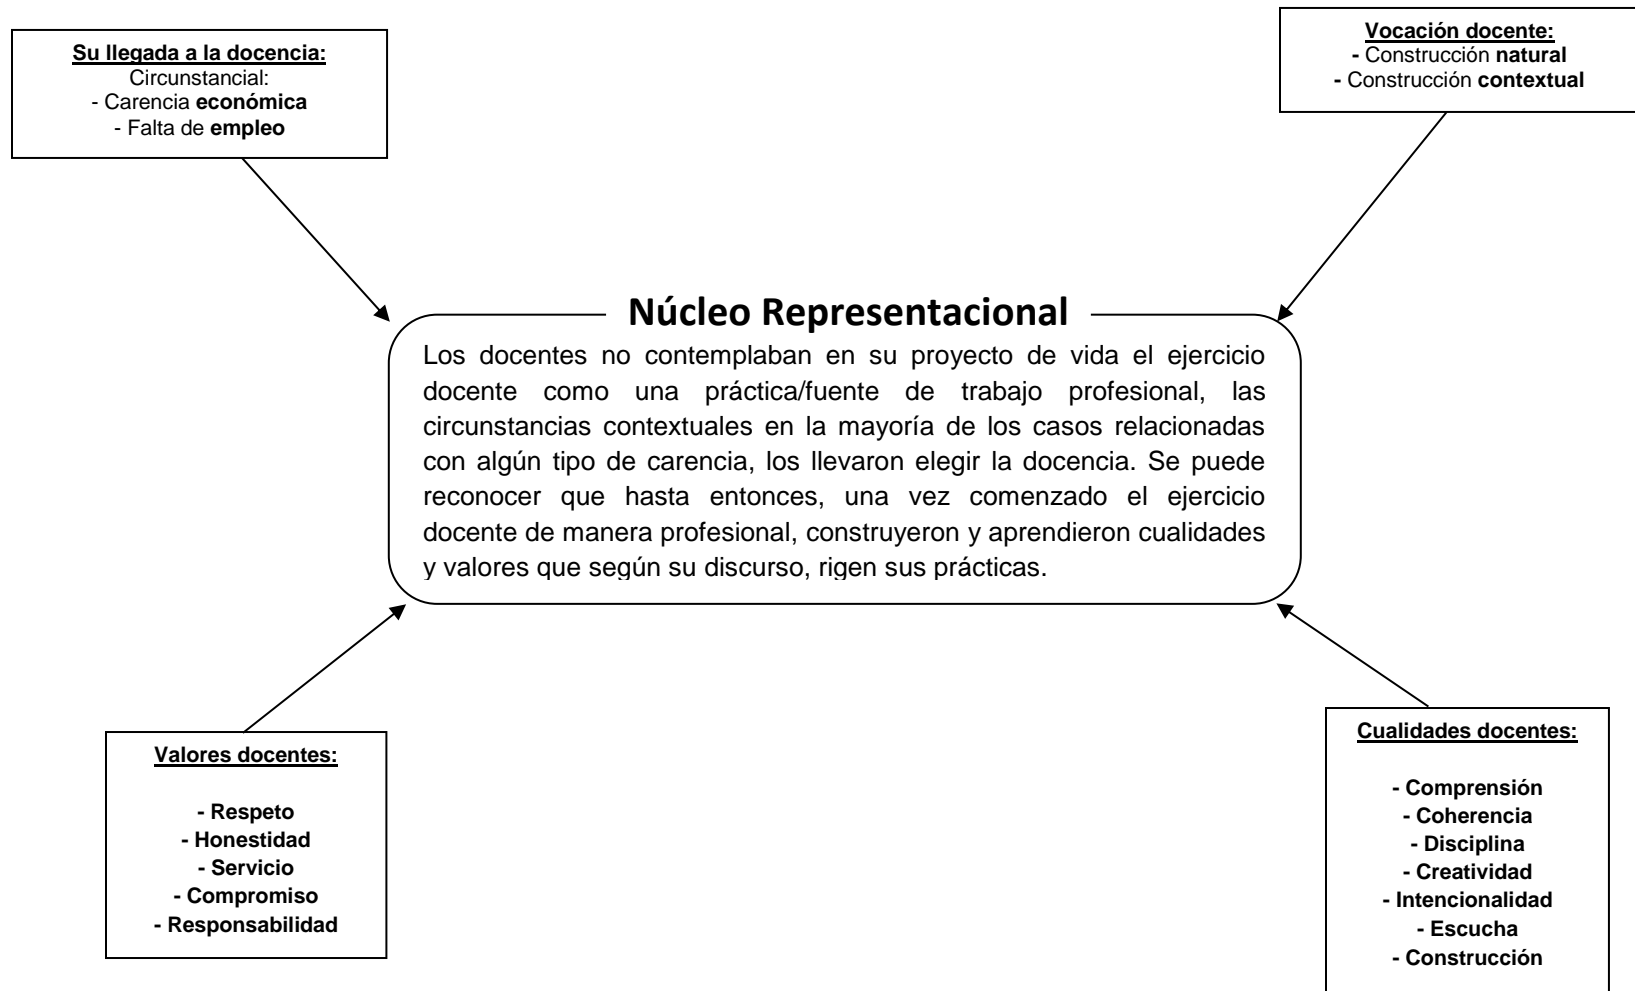 Su llegada a la docencia:
Circunstancial:
- Carencia económica
- Falta de empleo
Vocación docente:
- Construcción natural
- Construcción contextual
Núcleo Representacional
Los docentes no contemplaban en su proyecto de vida el ejercicio
docente como una práctica/fuente de trabajo profesional, las
circunstancias contextuales en la mayoría de los casos relacionadas
con algún tipo de carencia, los llevaron elegir la docencia. Se puede
reconocer que hasta entonces, una vez comenzado el ejercicio
docente de manera profesional, construyeron y aprendieron cualidades
y valores que según su discurso, rigen sus prácticas.
Valores docentes:
- Respeto
- Honestidad
- Servicio
- Compromiso
- Responsabilidad
Cualidades docentes:
- Comprensión
- Coherencia
- Disciplina
- Creatividad
- Intencionalidad
- Escucha
- Construcción